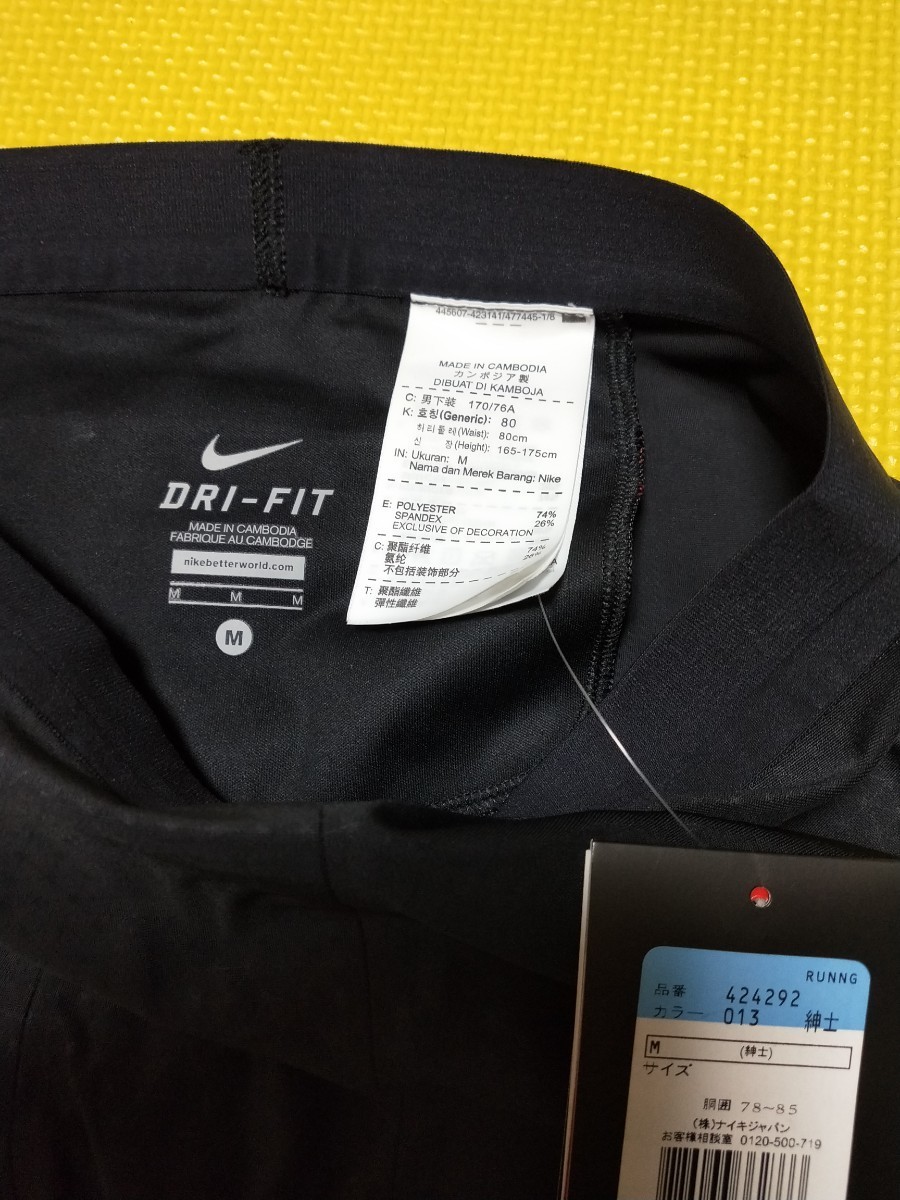 445607-423141/477445-1/8
MADE IN CAMBODIA
カンボジア製
DIBUAT DI KAMBOJA
C: 男下装 170/76A
K: 호칭(Generic): 80
허리둘레(Waist): 80cm
신 장(Height): 165-175cm
IN: Ukuran: M
Nama dan Merek Barang: Nike
E: POLYESTER 74%
SPANDEX 26%
EXCLUSIVE OF DECORATION
C: 聚酯纤维 74%
氨纶 26%
不包括装饰部分
T: 聚酯纖維
彈性纖維
DRI-FIT
MADE IN CAMBODIA
FABRIQUE AU CAMBODGE
nikebetterworld.com
M M M
M
RUNNG
品番 424292
カラー 013 紳士
M (紳士)
サイズ
胴囲 78~85
(株)ナイキジャパン
お客様相談室 0120-500-719